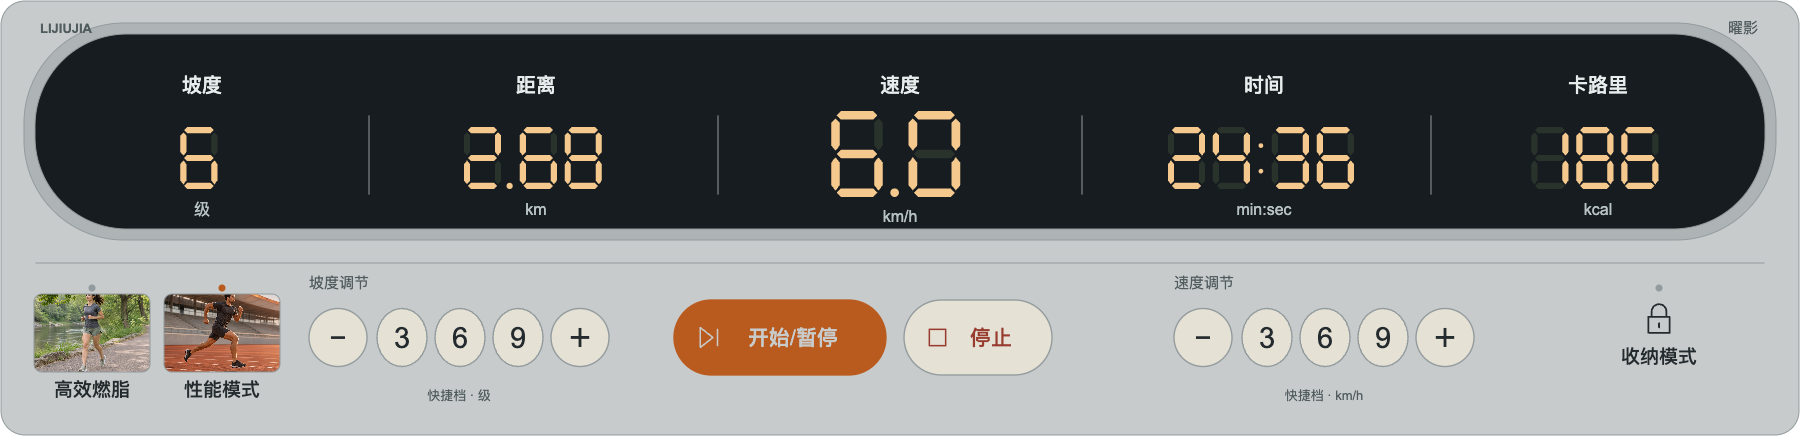 LIJIUJIA
曜影
坡度
距离
速度
时间
卡路里
6
2.68
6.0
24:36
186
级
km
km/h
min:sec
kcal
坡度调节
速度调节
− 3 6 9 +
开始/暂停
停止
− 3 6 9 +
收纳模式
高效燃脂
性能模式
快捷档 · 级
快捷档 · km/h